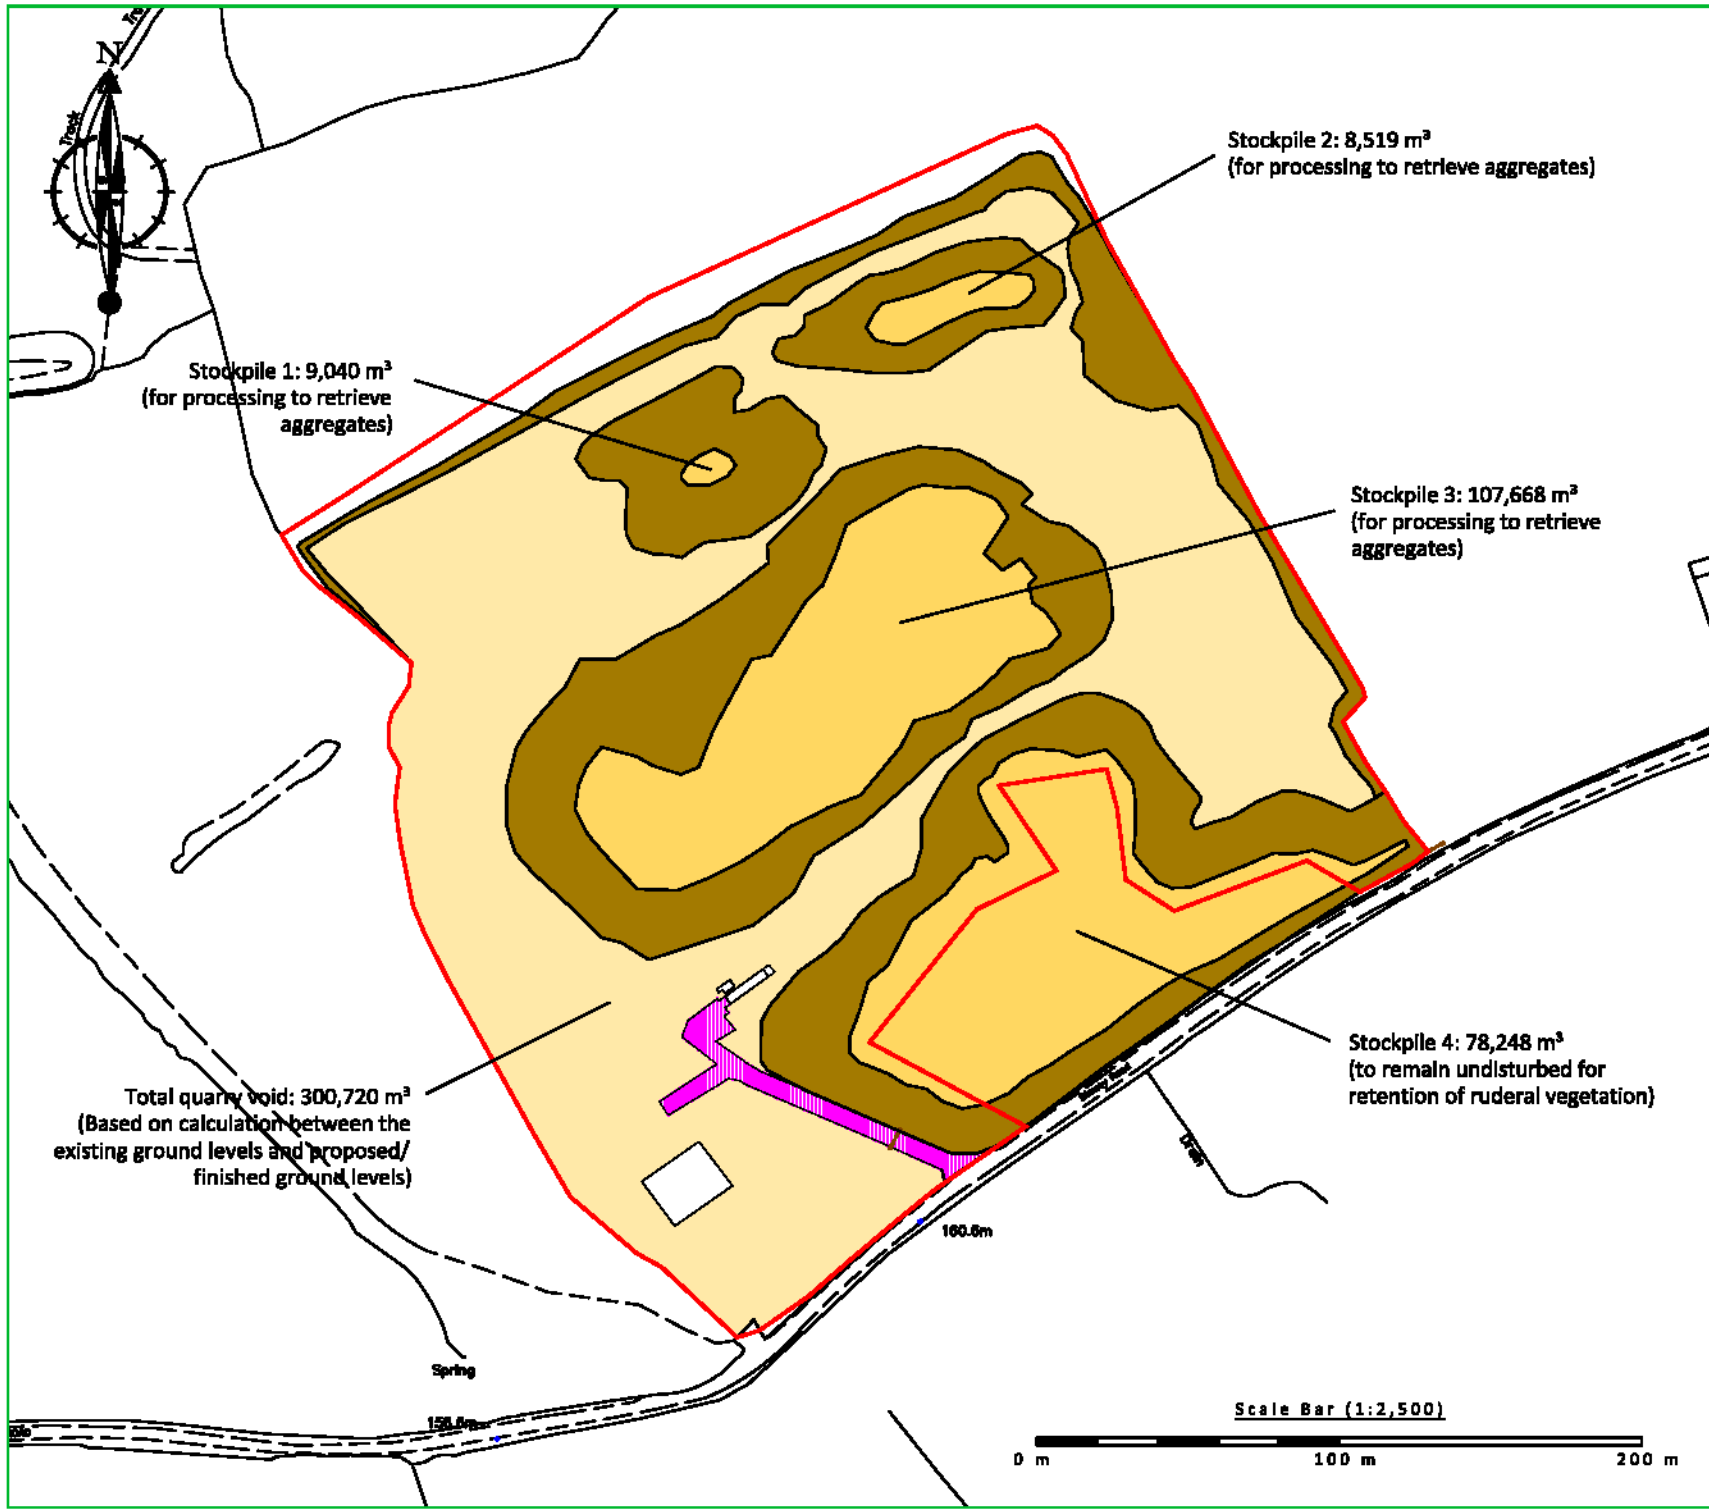 N
Track
Stockpile 2: 8,519 m³
(for processing to retrieve aggregates)
Stockpile 1: 9,040 m³
(for processing to retrieve
aggregates)
Stockpile 3: 107,668 m³
(for processing to retrieve
aggregates)
Stockpile 4: 78,248 m³
(to remain undisturbed for
retention of ruderal vegetation)
Total quarry void: 300,720 m³
(Based on calculation between the
existing ground levels and proposed/
finished ground levels)
Drain
160.6m
Spring
Scale Bar (1:2,500)
0 m 100 m 200 m